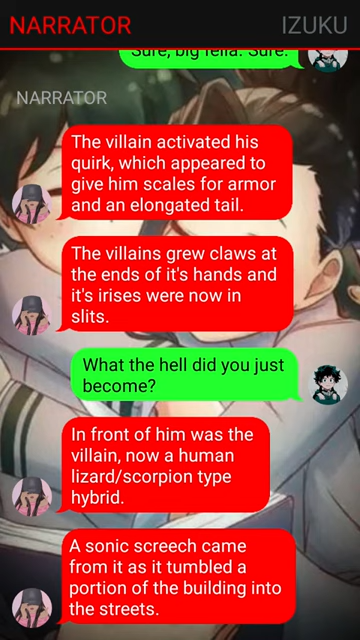 NARRATOR IZUKU
Sure, big fella. Sure.
NARRATOR
The villain activated his
quirk, which appeared to
give him scales for armor
and an elongated tail.
The villains grew claws at
the ends of it's hands and
it's irises were now in
slits.
What the hell did you just
become?
In front of him was the
villain, now a human
lizard/scorpion type
hybrid.
A sonic screech came
from it as it tumbled a
portion of the building into
the streets.